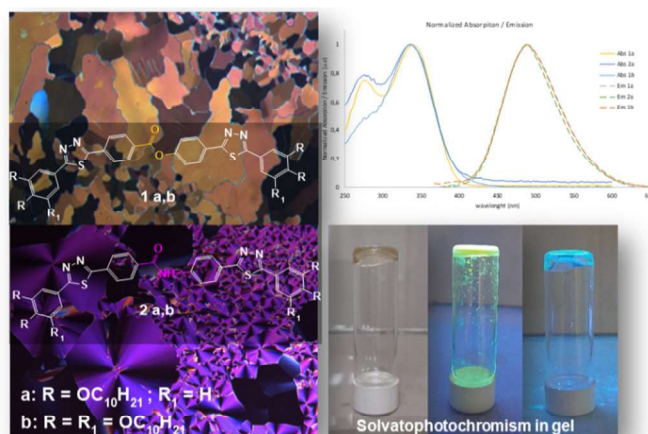 N-N
S
O
O
N-N
S
R
R
R₁
R
R
R₁
1 a,b
N-N
S
O
NH
N-N
S
R
R
R₁
R
R
R₁
2 a,b
a: R = OC₁₀H₂₁ ; R₁ = H
b: R = R₁ = OC₁₀H₂₁
Normalized Absorpiton / Emission
Normalized Absorption / Emission (u.a)
1
0,8
0,6
0,4
0,2
0
250
300
350
400
450
500
550
600
wavelenght (nm)
Abs 1a
Abs 2a
Abs 1b
Em 1a
Em 2a
Em 1b
Solvatophotochromism in gel